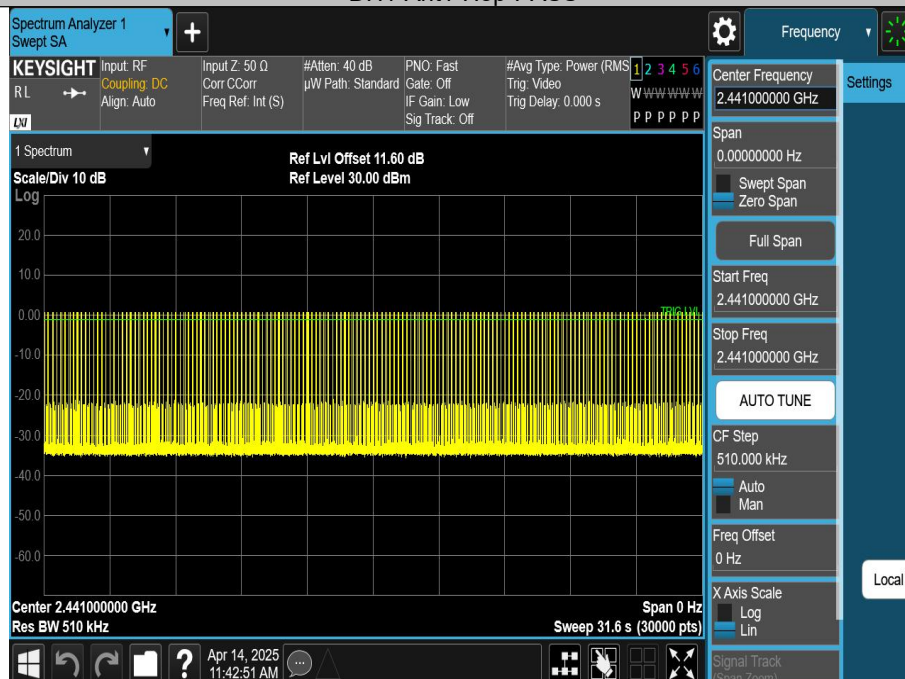 Spectrum Analyzer 1
Swept SA
Frequency
KEYSIGHT
RL
LXI
Input: RF
Coupling: DC
Align: Auto
Input Z: 50 Ω
Corr CCorr
Freq Ref: Int (S)
#Atten: 40 dB
µW Path: Standard
PNO: Fast
Gate: Off
IF Gain: Low
Sig Track: Off
#Avg Type: Power (RMS
Trig: Video
Trig Delay: 0.000 s
1 2 3 4 5 6
W W W W W W
P P P P P P
Center Frequency
2.441000000 GHz
Settings
Span
0.00000000 Hz
Swept Span
Zero Span
Full Span
Start Freq
2.441000000 GHz
Stop Freq
2.441000000 GHz
AUTO TUNE
CF Step
510.000 kHz
Auto
Man
Freq Offset
0 Hz
X Axis Scale
Log
Lin
Signal Track
(Span Zoom)
Local
1 Spectrum
Scale/Div 10 dB
Log
Ref Lvl Offset 11.60 dB
Ref Level 30.00 dBm
20.0
10.0
0.00
TRIG LVL
-10.0
-20.0
-30.0
-40.0
-50.0
-60.0
Center 2.441000000 GHz
Res BW 510 kHz
Span 0 Hz
Sweep 31.6 s (30000 pts)
?
Apr 14, 2025
11:42:51 AM